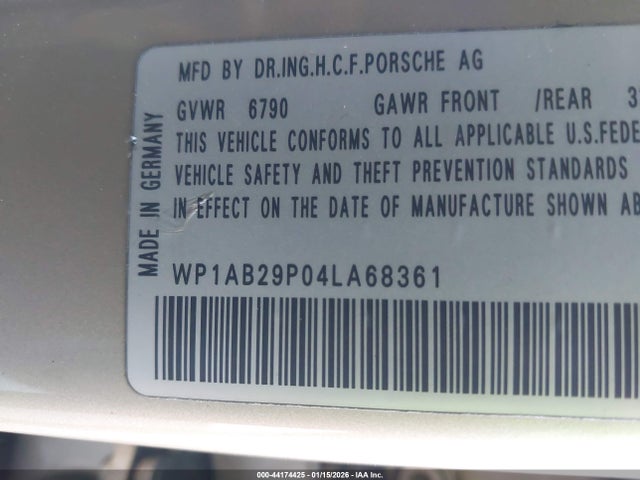 MFD BY DR.ING.H.C.F.PORSCHE AG
GVWR 6790 GAWR FRONT /REAR
THIS VEHICLE CONFORMS TO ALL APPLICABLE U.S.FEDE
VEHICLE SAFETY AND THEFT PREVENTION STANDARDS
IN EFFECT ON THE DATE OF MANUFACTURE SHOWN AB
MADE IN GERMANY
WP1AB29P04LA68361
000-44174425 - 01/15/2026 - IAA Inc.